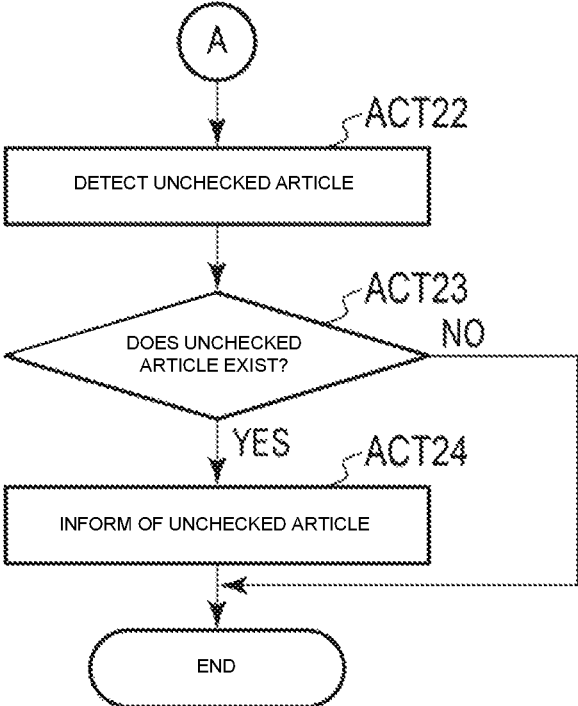 A
ACT22
DETECT UNCHECKED ARTICLE
ACT23
DOES UNCHECKED
ARTICLE EXIST?
NO
YES
ACT24
INFORM OF UNCHECKED ARTICLE
END